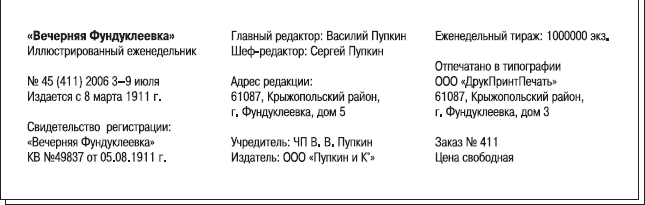 «Вечерняя Фундуклеевка»
Иллюстрированный еженедельник
№ 45 (411) 2006 3–9 июля
Издается с 8 марта 1911 г.
Свидетельство регистрации:
«Вечерняя Фундуклеевка»
КВ №49837 от 05.08.1911 г.
Главный редактор: Василий Пупкин
Шеф-редактор: Сергей Пупкин
Адрес редакции:
61087, Крыжопольский район,
г. Фундуклеевка, дом 5
Учредитель: ЧП В. В. Пупкин
Издатель: ООО «Пупкин и К°»
Еженедельный тираж: 1000000 экз.
Отпечатано в типографии
ООО «ДрукПринтПечать»
61087, Крыжопольский район,
г. Фундуклеевка, дом 3
Заказ № 411
Цена свободная